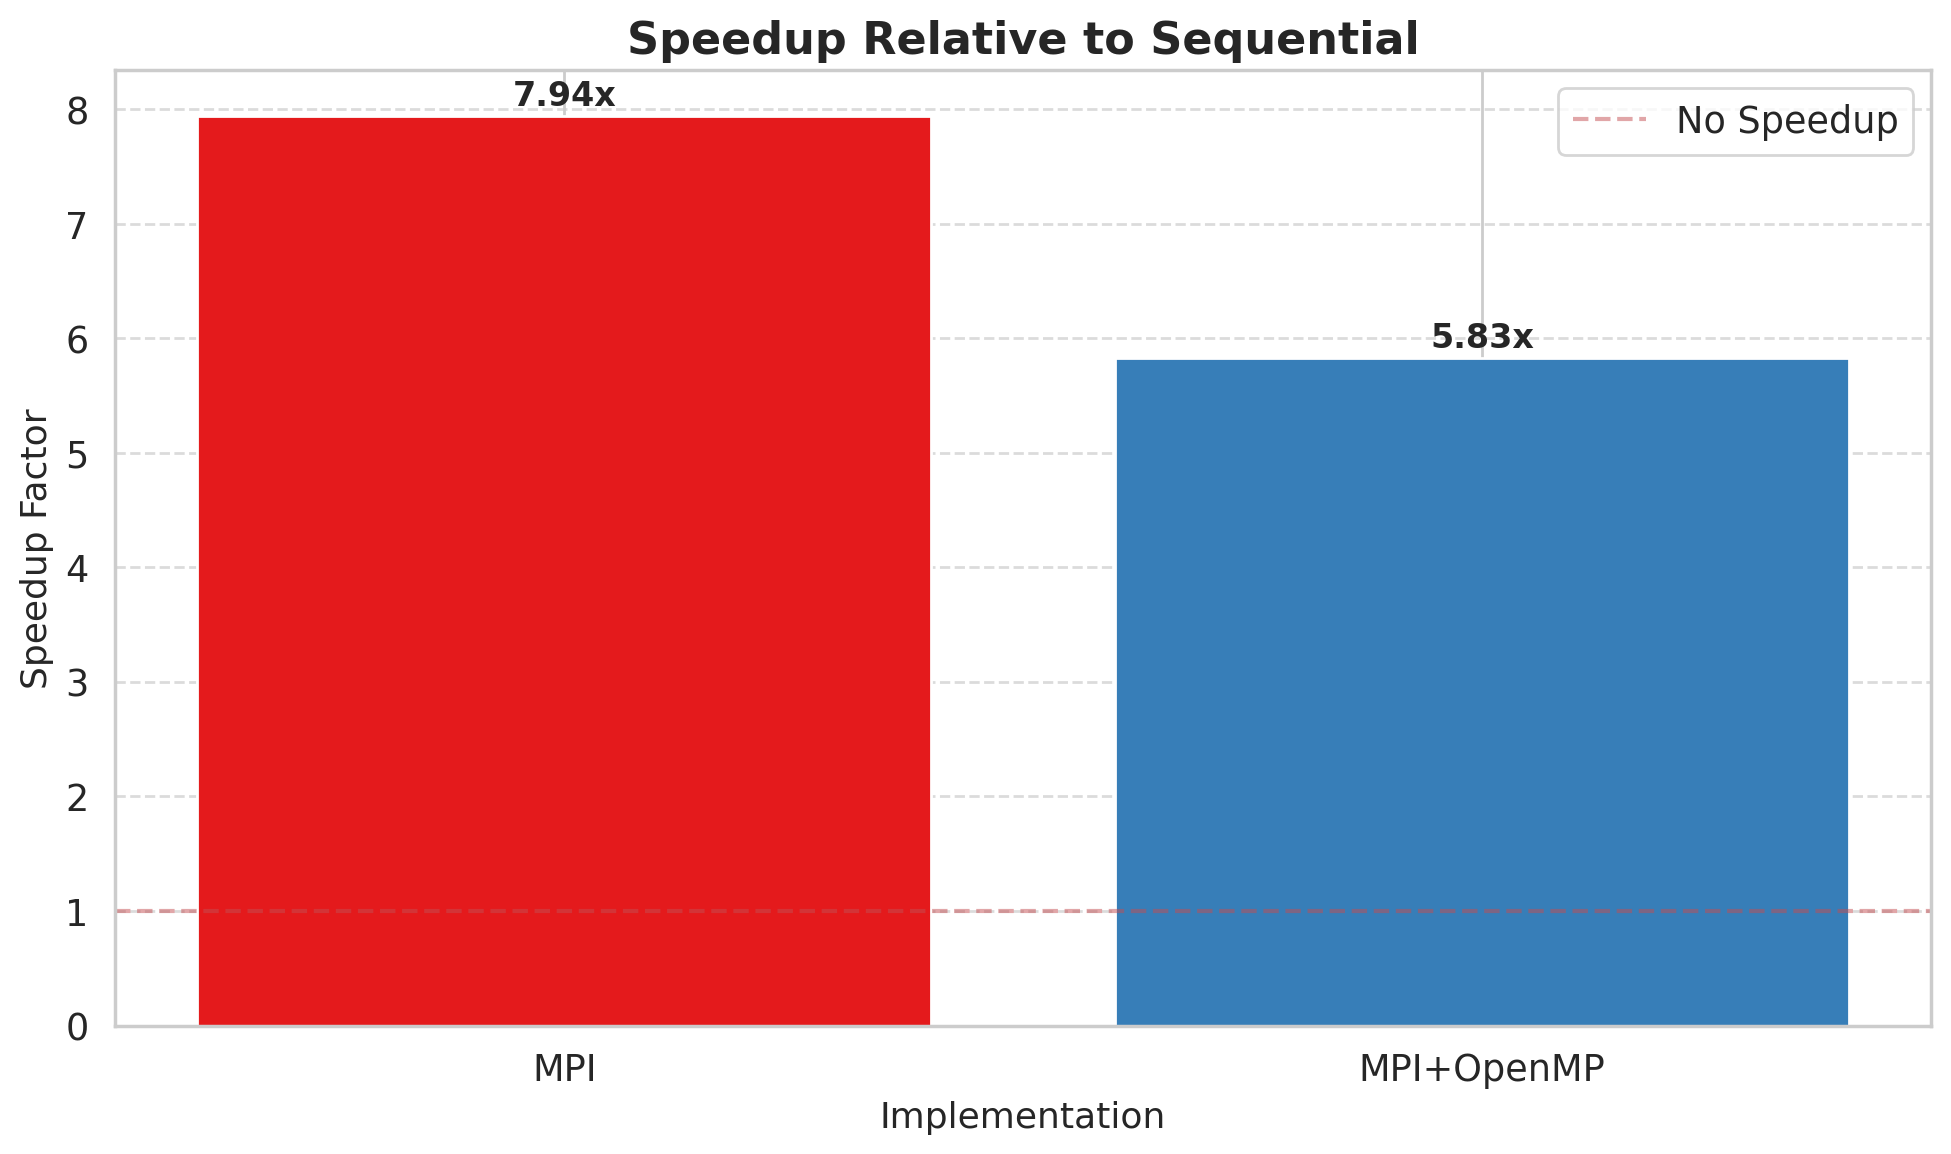 Speedup Relative to Sequential
7.94x
No Speedup
8
7
6
5.83x
5
4
3
2
1
0
Speedup Factor
MPI
MPI+OpenMP
Implementation